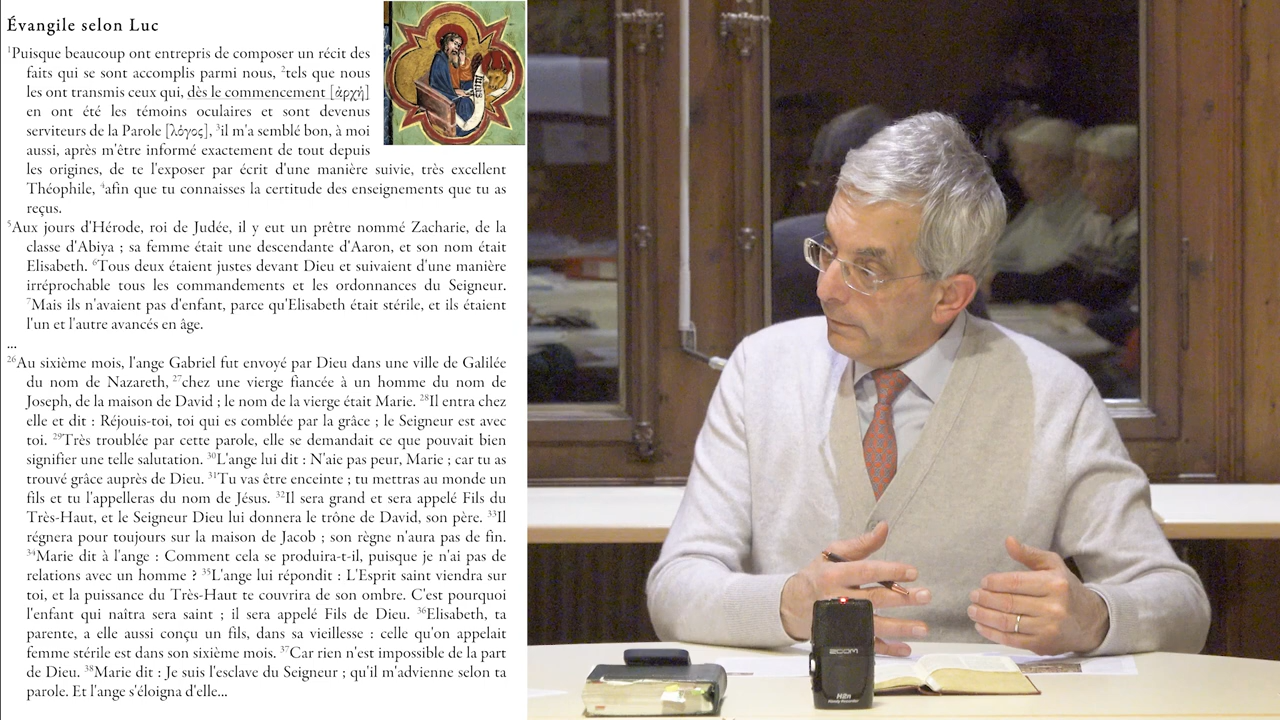 Évangile selon Luc
¹Puisque beaucoup ont entrepris de composer un récit des
faits qui se sont accomplis parmi nous, ²tels que nous
les ont transmis ceux qui, dès le commencement [ἀρχή]
en ont été les témoins oculaires et sont devenus
serviteurs de la Parole [λόγος], ³il m'a semblé bon, à moi
aussi, après m'être informé exactement de tout depuis
les origines, de te l'exposer par écrit d'une manière suivie, très excellent
Théophile, ⁴afin que tu connaisses la certitude des enseignements que tu as
reçus.
⁵Aux jours d'Hérode, roi de Judée, il y eut un prêtre nommé Zacharie, de la
classe d'Abiya ; sa femme était une descendante d'Aaron, et son nom était
Elisabeth. ⁶Tous deux étaient justes devant Dieu et suivaient d'une manière
irréprochable tous les commandements et les ordonnances du Seigneur.
⁷Mais ils n'avaient pas d'enfant, parce qu'Elisabeth était stérile, et ils étaient
l'un et l'autre avancés en âge.
...
²⁶Au sixième mois, l'ange Gabriel fut envoyé par Dieu dans une ville de Galilée
du nom de Nazareth, ²⁷chez une vierge fiancée à un homme du nom de
Joseph, de la maison de David ; le nom de la vierge était Marie. ²⁸Il entra chez
elle et dit : Réjouis-toi, toi qui es comblée par la grâce ; le Seigneur est avec
toi. ²⁹Très troublée par cette parole, elle se demandait ce que pouvait bien
signifier une telle salutation. ³⁰L'ange lui dit : N'aie pas peur, Marie ; car tu as
trouvé grâce auprès de Dieu. ³¹Tu vas être enceinte ; tu mettras au monde un
fils et tu l'appelleras du nom de Jésus. ³²Il sera grand et sera appelé Fils du
Très-Haut, et le Seigneur Dieu lui donnera le trône de David, son père. ³³Il
régnera pour toujours sur la maison de Jacob ; son règne n'aura pas de fin.
³⁴Marie dit à l'ange : Comment cela se produira-t-il, puisque je n'ai pas de
relations avec un homme ? ³⁵L'ange lui répondit : L'Esprit saint viendra sur
toi, et la puissance du Très-Haut te couvrira de son ombre. C'est pourquoi
l'enfant qui naîtra sera saint ; il sera appelé Fils de Dieu. ³⁶Elisabeth, ta
parente, a elle aussi conçu un fils, dans sa vieillesse : celle qu'on appelait
femme stérile est dans son sixième mois. ³⁷Car rien n'est impossible de la part
de Dieu. ³⁸Marie dit : Je suis l'esclave du Seigneur ; qu'il m'advienne selon ta
parole. Et l'ange s'éloigna d'elle...
ZOOM
H2n
Handy Recorder